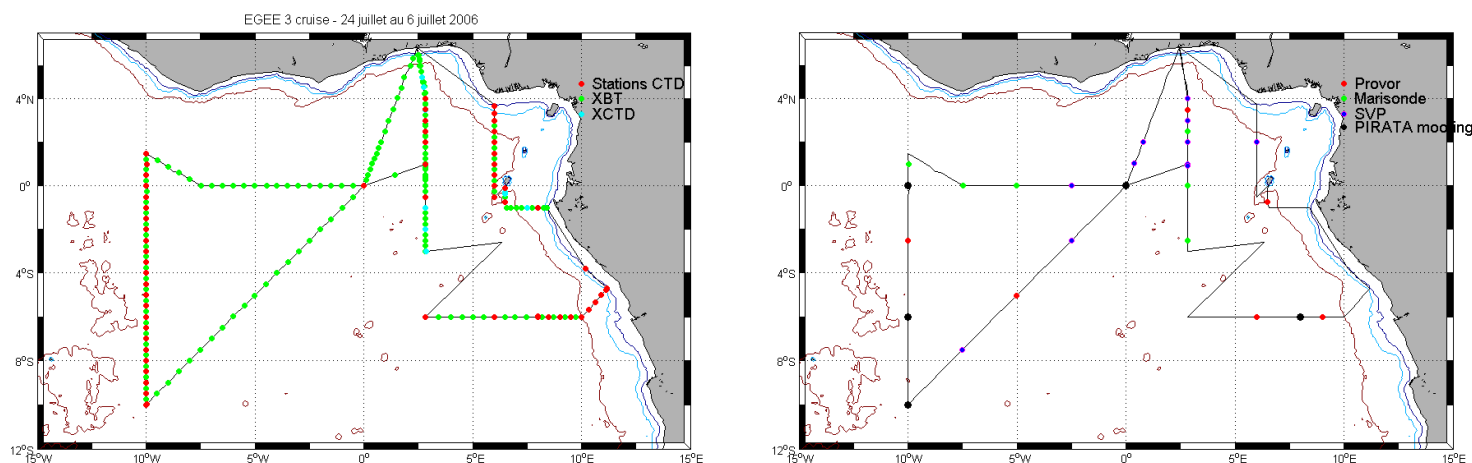 EGEE 3 cruise - 24 juillet au 6 juillet 2006
Stations CTD
XBT
XCTD
4°N
0°
4°S
8°S
12°S
15°W
10°W
5°W
0°
5°E
10°E
15°E
Provor
Marisonde
SVP
PIRATA mooring
4°N
0°
4°S
8°S
12°S
15°W
10°W
5°W
0°
5°E
10°E
15°E